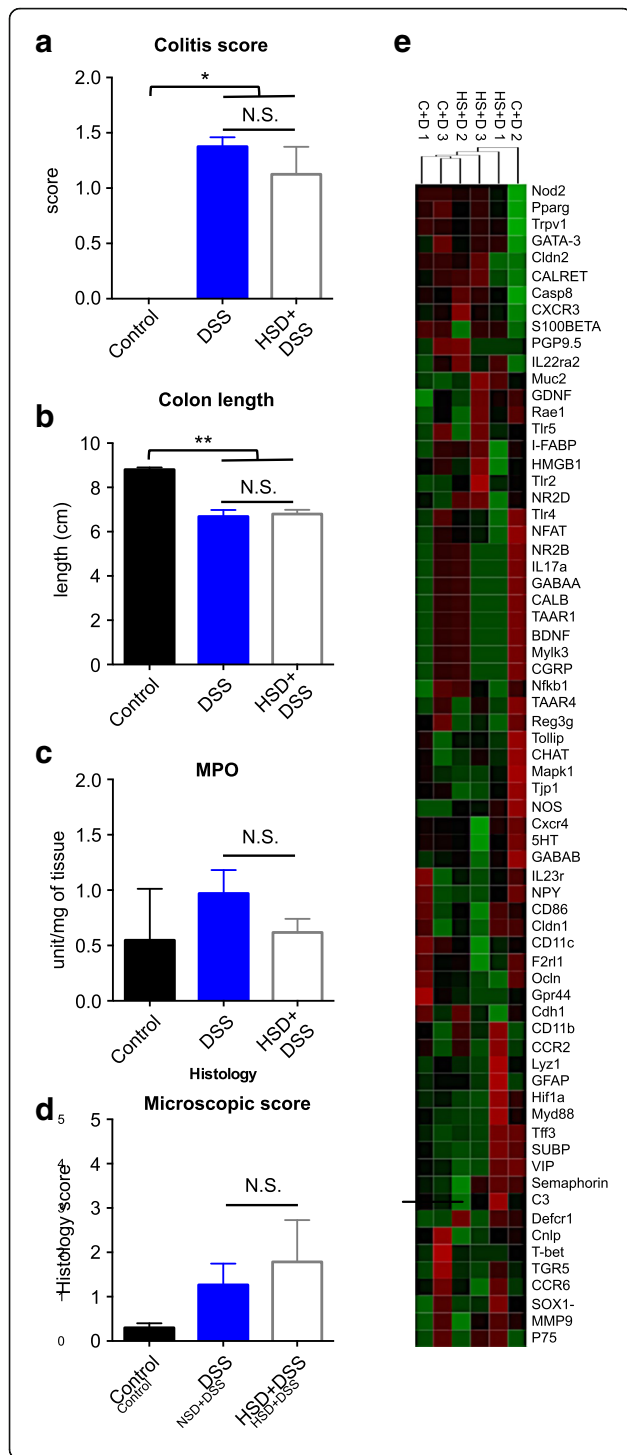 a
Colitis score
2.0
1.5
1.0
0.5
0.0
score
*
N.S.
Control
DSS
HSD+
DSS
b
Colon length
10
8
6
4
2
0
length (cm)
**
N.S.
Control
DSS
HSD+
DSS
c
MPO
2.0
1.5
1.0
0.5
0.0
unit/mg of tissue
N.S.
Control
DSS
HSD+
DSS
Histology
d
Microscopic score
5
4
3
2
1
0
5
4
3
2
1
0
Histology score
N.S.
Control
Control
DSS
NSD+DSS
HSD+DSS
HSD+DSS
e
C+D 1
C+D 3
HS+D 2
HS+D 3
HS+D 1
C+D 2
Nod2
Pparg
Trpv1
GATA-3
Cldn2
CALRET
Casp8
CXCR3
S100BETA
PGP9.5
IL22ra2
Muc2
GDNF
Rae1
Tlr5
I-FABP
HMGB1
Tlr2
NR2D
Tlr4
NFAT
NR2B
IL17a
GABAA
CALB
TAAR1
BDNF
Mylk3
CGRP
Nfkb1
TAAR4
Reg3g
Tollip
CHAT
Mapk1
Tjp1
NOS
Cxcr4
5HT
GABAB
IL23r
NPY
CD86
Cldn1
CD11c
F2rl1
Ocln
Gpr44
Cdh1
CD11b
CCR2
Lyz1
GFAP
Hif1a
Myd88
Tff3
SUBP
VIP
Semaphorin
C3
Defcr1
Cnlp
T-bet
TGR5
CCR6
SOX1-
MMP9
P75